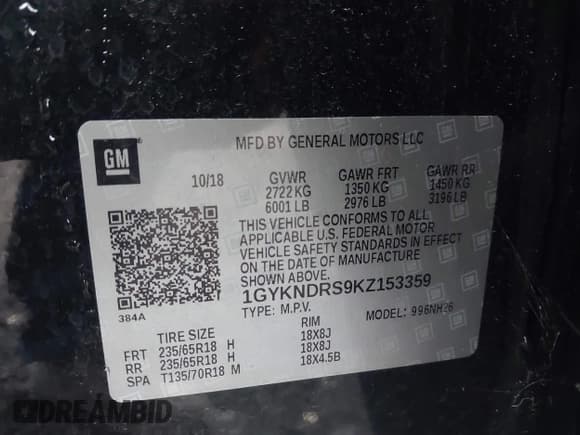 GM
MFD BY GENERAL MOTORS LLC
10/18
GVWR GAWR FRT GAWR RR
2722 KG 1350 KG 1450 KG
6001 LB 2976 LB 3196 LB
THIS VEHICLE CONFORMS TO ALL
APPLICABLE U.S. FEDERAL MOTOR
VEHICLE SAFETY STANDARDS IN EFFECT
ON THE DATE OF MANUFACTURE
SHOWN ABOVE.
1GYKNDRS9KZ153359
384A
TYPE: M.P.V. MODEL: 996NH26
TIRE SIZE RIM
FRT 235/65R18 H 18X8J
RR 235/65R18 H 18X8J
SPA T135/70R18 M 18X4.5B
DREAMBID